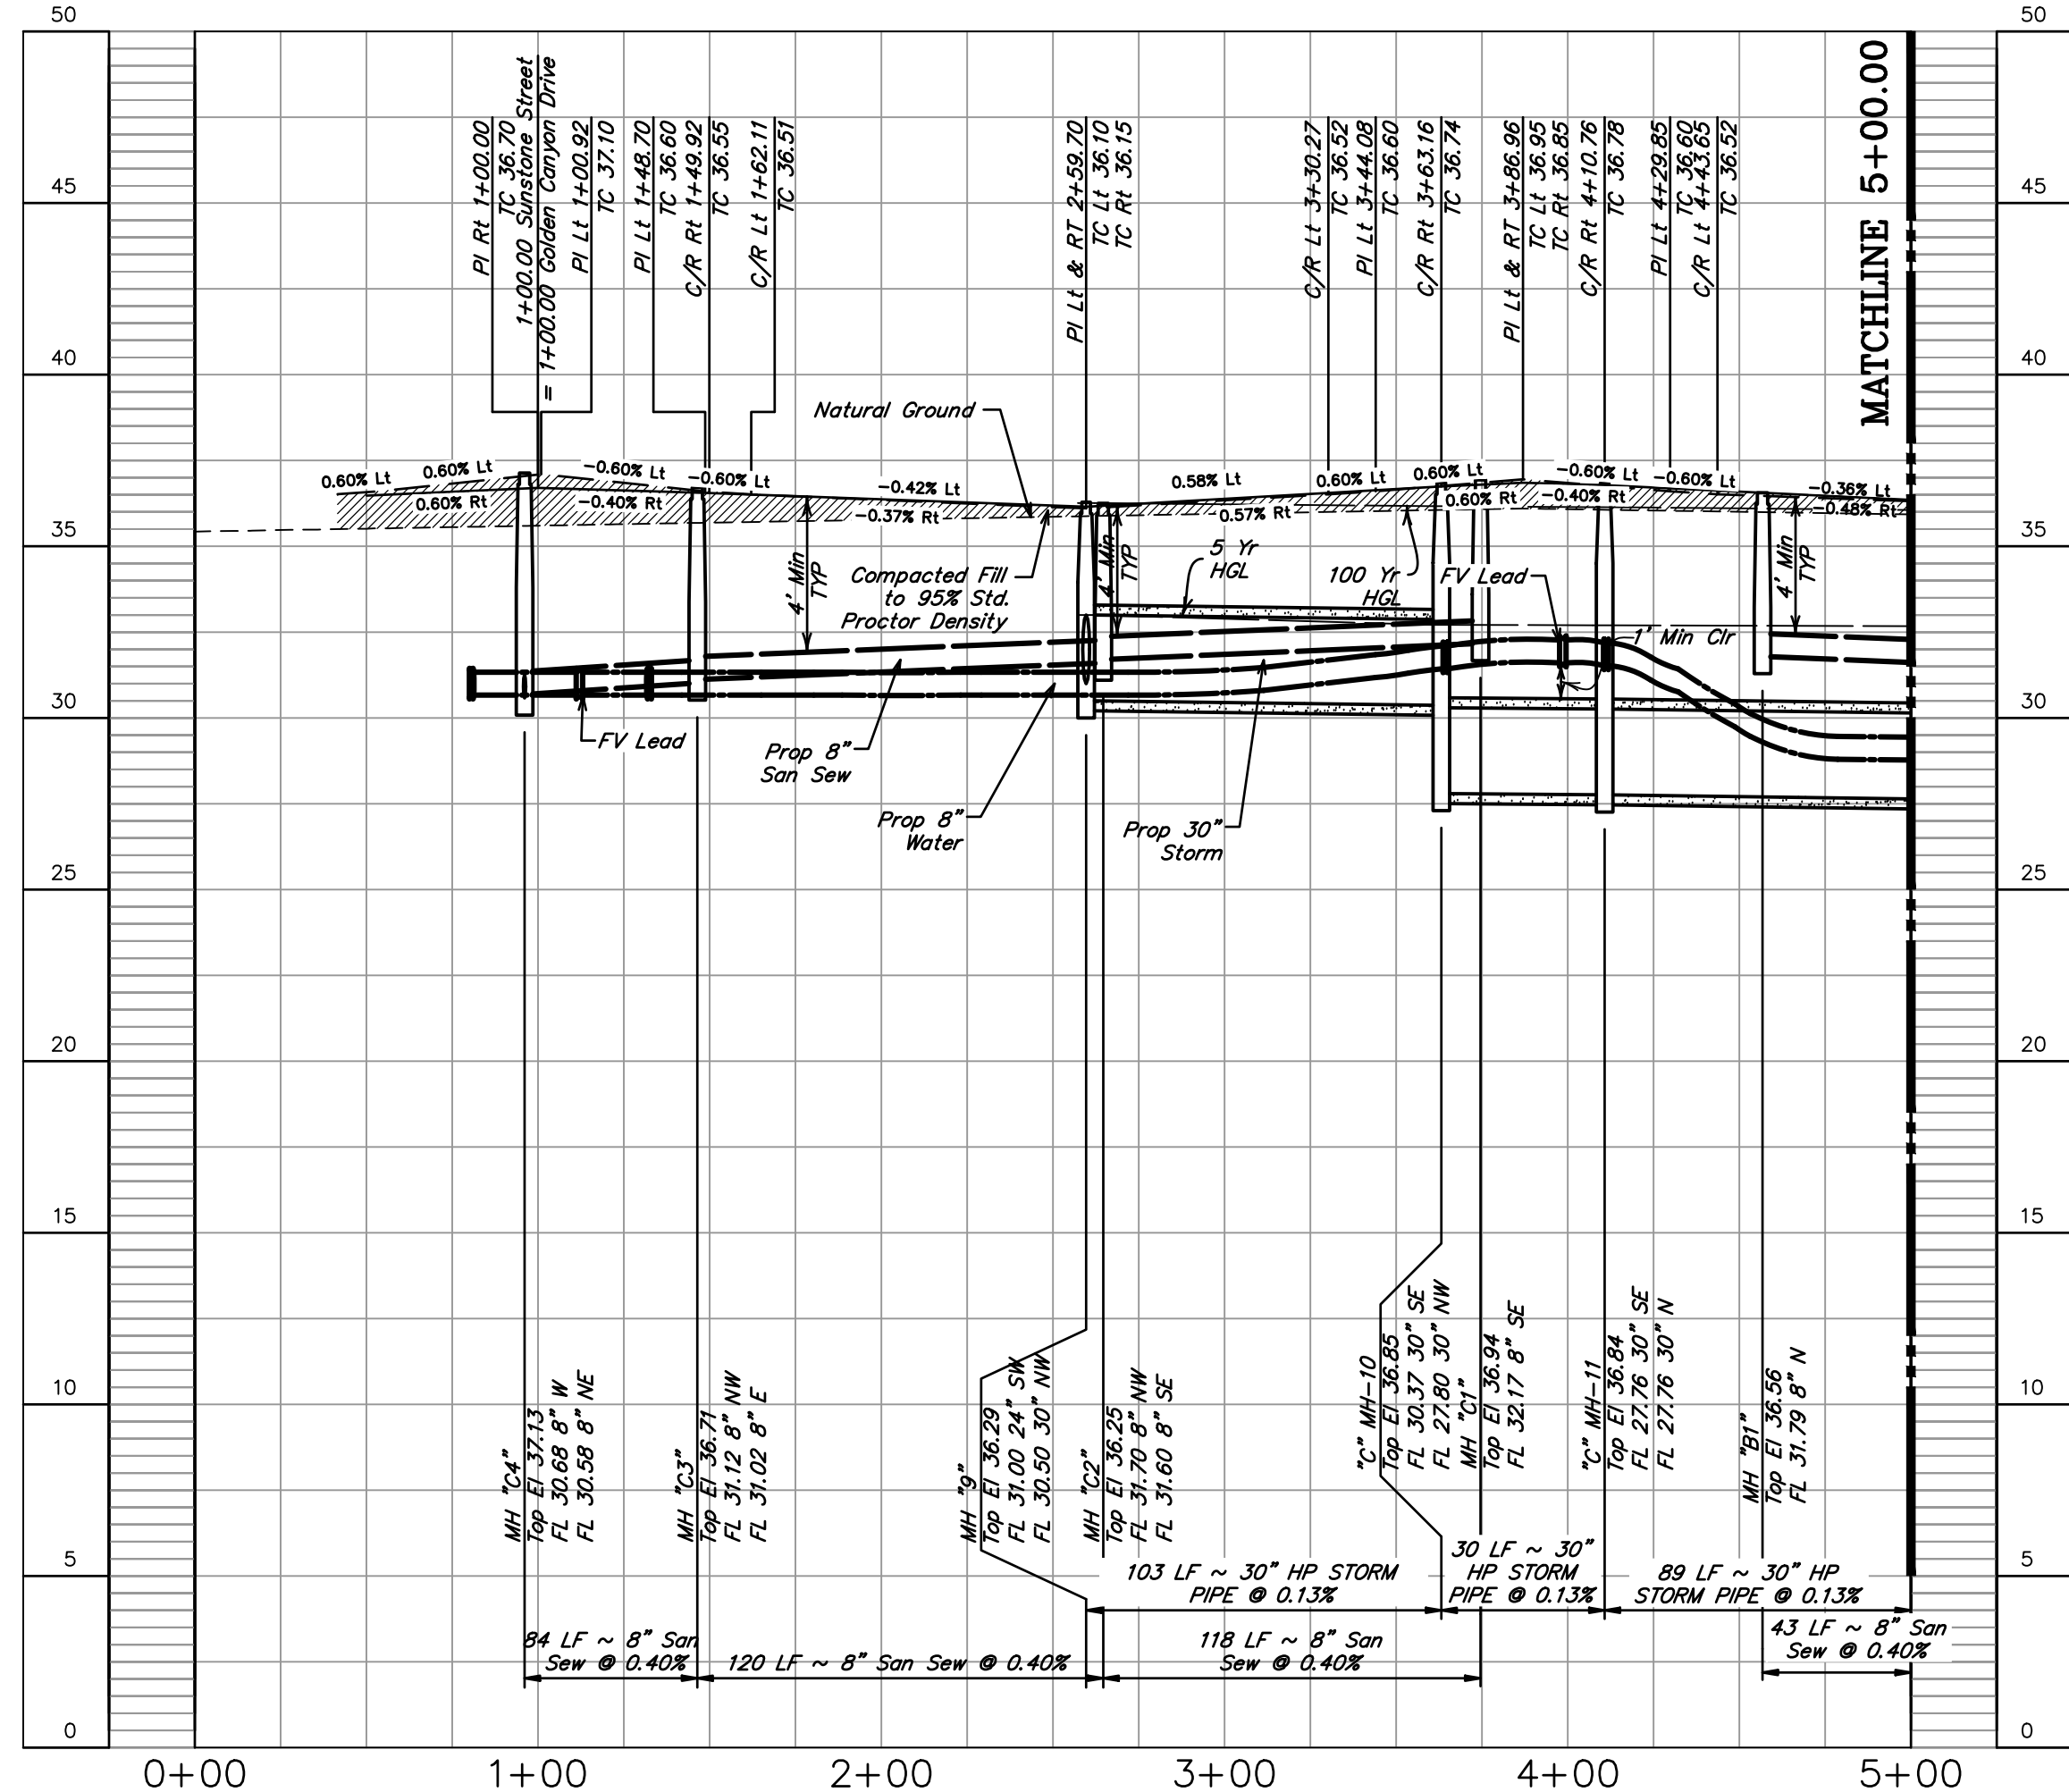 50
50
45
45
40
40
35
35
30
30
25
25
20
20
15
15
10
10
5
5
0
0
PI Rt 1+00.00
TC 36.70
1+00.00 Sunstone Street
= 1+00.00 Golden Canyon Drive
PI Lt 1+00.92
TC 37.10
PI Lt 1+48.70
TC 36.60
C/R Rt 1+49.92
TC 36.55
C/R Lt 1+62.11
TC 36.51
PI Lt & RT 2+59.70
TC Lt 36.10
TC Rt 36.15
C/R Lt 3+30.27
TC 36.52
PI Lt 3+44.08
TC 36.60
C/R Rt 3+63.16
TC 36.74
PI Lt & RT 3+86.96
TC Lt 36.95
TC Rt 36.85
C/R Rt 4+10.76
TC 36.78
PI Lt 4+29.85
TC 36.60
C/R Lt 4+43.65
TC 36.52
MATCHLINE 5+00.00
Natural Ground
0.60% Lt
0.60% Lt
-0.60% Lt
-0.60% Lt
-0.42% Lt
0.58% Lt
0.60% Lt
0.60% Lt
-0.60% Lt
-0.60% Lt
-0.36% Lt
0.60% Rt
-0.40% Rt
-0.37% Rt
0.57% Rt
0.60% Rt
-0.40% Rt
-0.48% Rt
4' Min
TYP
Compacted Fill
to 95% Std.
Proctor Density
4' Min
TYP
5 Yr
HGL
100 Yr
HGL
FV Lead
1' Min Clr
4' Min
TYP
FV Lead
Prop 8"
San Sew
Prop 8"
Water
Prop 30"
Storm
MH "C4"
Top El 37.13
FL 30.68 8" W
FL 30.58 8" NE
MH "C3"
Top El 36.71
FL 31.12 8" NW
FL 31.02 8" E
MH "9"
Top El 36.29
FL 31.00 24" SW
FL 30.50 30" NW
MH "C2"
Top El 36.25
FL 31.70 8" NW
FL 31.60 8" SE
"C" MH-10
Top El 36.85
FL 30.37 30" SE
FL 27.80 30" NW
MH "C1"
Top El 36.94
FL 32.17 8" SE
"C" MH-11
Top El 36.84
FL 27.76 30" SE
FL 27.76 30" N
MH "B1"
Top El 36.56
FL 31.79 8" N
103 LF ~ 30" HP STORM
PIPE @ 0.13%
30 LF ~ 30"
HP STORM
PIPE @ 0.13%
89 LF ~ 30" HP
STORM PIPE @ 0.13%
84 LF ~ 8" San
Sew @ 0.40%
120 LF ~ 8" San Sew @ 0.40%
118 LF ~ 8" San
Sew @ 0.40%
43 LF ~ 8" San
Sew @ 0.40%
0+00
1+00
2+00
3+00
4+00
5+00